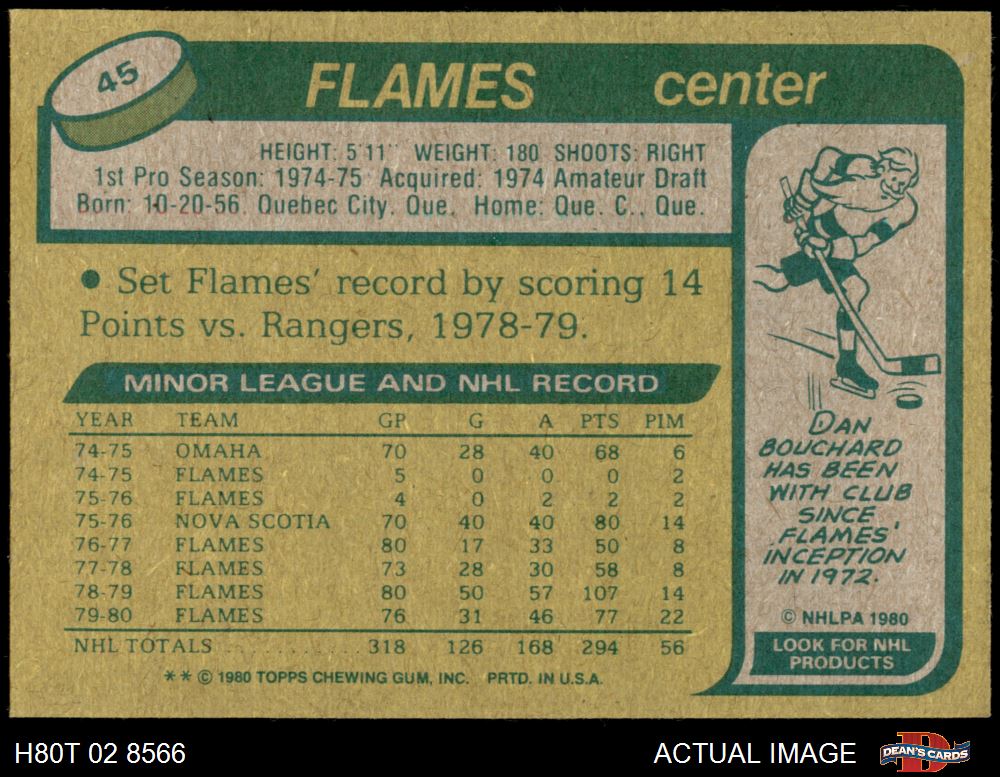 45
FLAMES center
HEIGHT: 5'11" WEIGHT: 180 SHOOTS: RIGHT
1st Pro Season: 1974-75 Acquired: 1974 Amateur Draft
Born: 10-20-56. Quebec City. Que. Home: Que. C., Que.
• Set Flames' record by scoring 14
Points vs. Rangers, 1978-79.
MINOR LEAGUE AND NHL RECORD
YEAR TEAM GP G A PTS PIM
74-75 OMAHA 70 28 40 68 6
74-75 FLAMES 5 0 0 0 2
75-76 FLAMES 4 0 2 2 2
75-76 NOVA SCOTIA 70 40 40 80 14
76-77 FLAMES 80 17 33 50 8
77-78 FLAMES 73 28 30 58 8
78-79 FLAMES 80 50 57 107 14
79-80 FLAMES 76 31 46 77 22
NHL TOTALS .......... 318 126 168 294 56
** © 1980 TOPPS CHEWING GUM, INC. PRTD. IN U.S.A.
DAN
BOUCHARD
HAS BEEN
WITH CLUB
SINCE
FLAMES'
INCEPTION
IN 1972.
© NHLPA 1980
LOOK FOR NHL
PRODUCTS
H80T 02 8566
ACTUAL IMAGE
DEAN'S CARDS